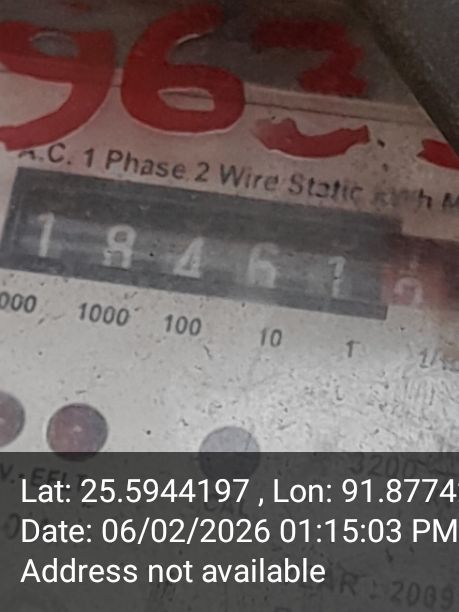 963
A.C. 1 Phase 2 Wire Static
1 8 4 6 1
1000 100 10 1
3200
Lat: 25.5944197 , Lon: 91.8774
Date: 06/02/2026 01:15:03 PM
Address not available